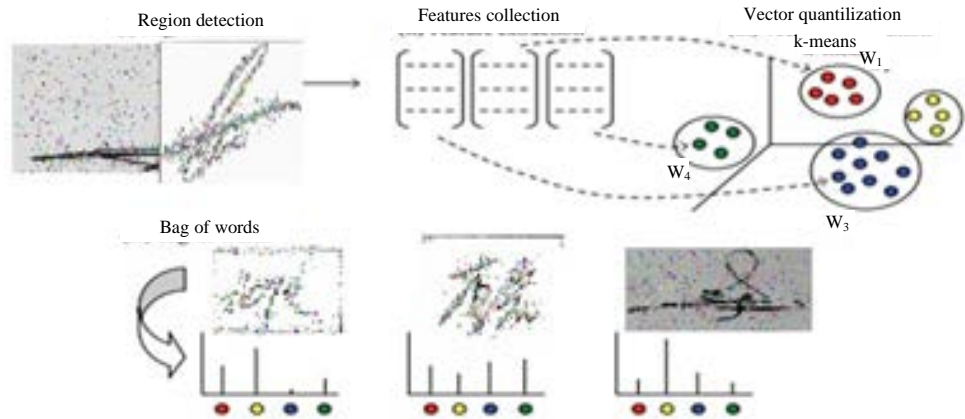 Region detection
Features collection
Vector quantilization
k-means
W₁
W₄
W₃
Bag of words